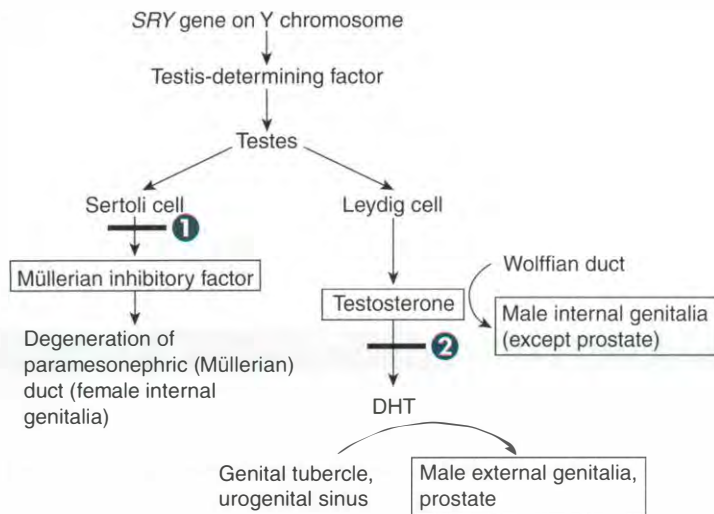 SRY gene on Y chromosome
Testis-determining factor
Testes
Sertoli cell
Leydig cell
1
Müllerian inhibitory factor
Wolffian duct
Testosterone
Male internal genitalia
(except prostate)
Degeneration of
paramesonephric (Müllerian)
duct (female internal
genitalia)
2
DHT
Genital tubercle,
urogenital sinus
Male external genitalia,
prostate